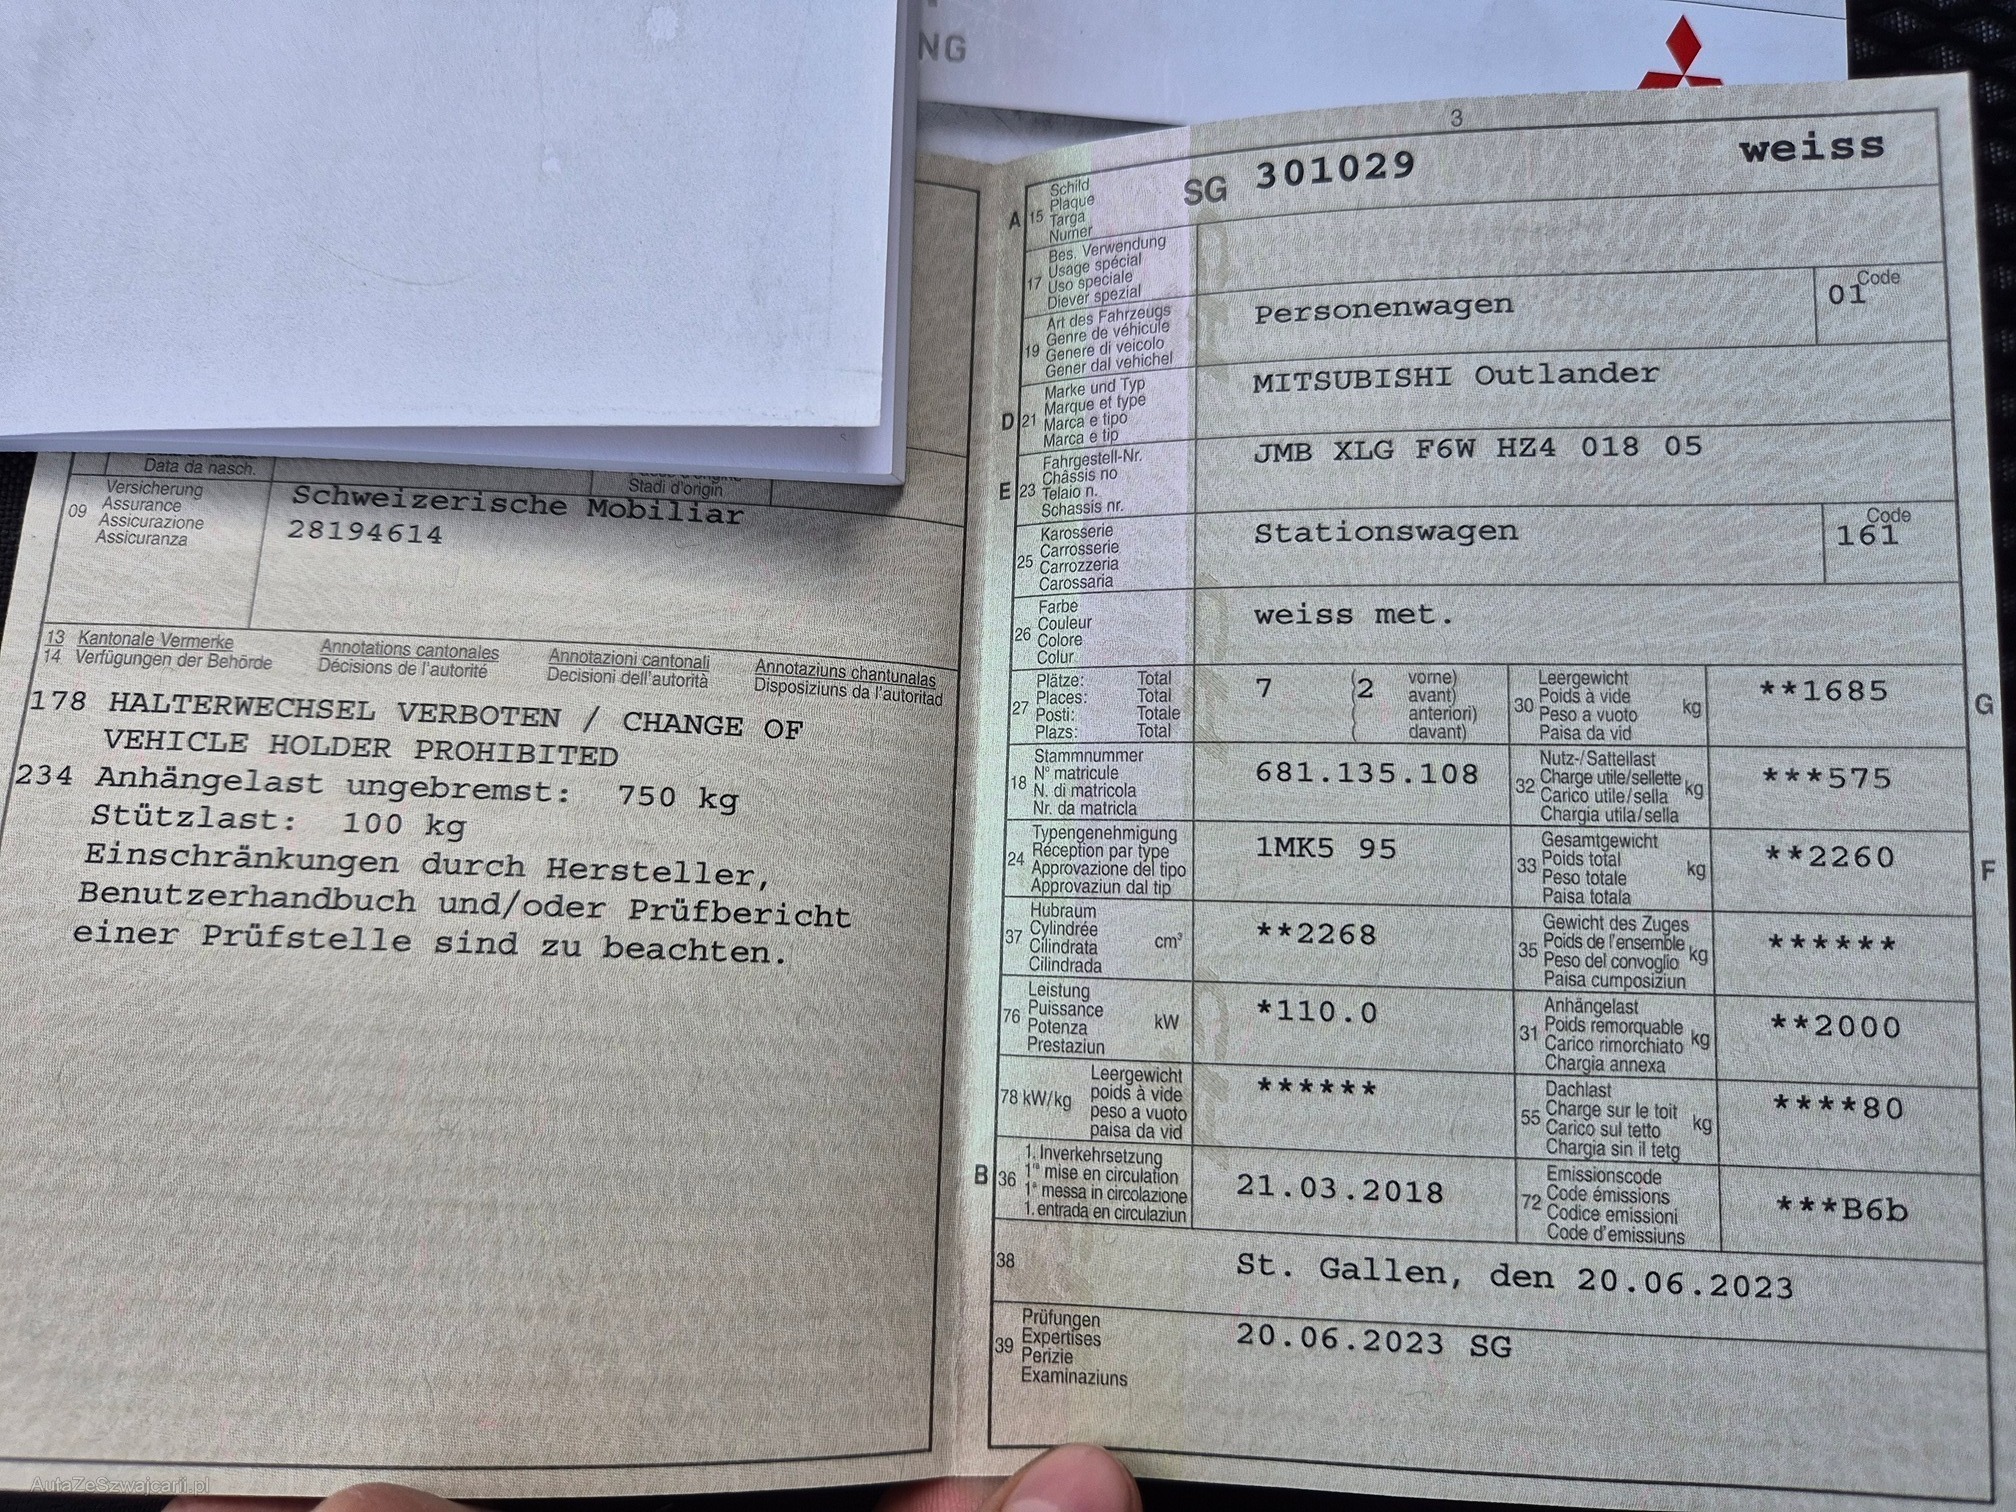 NG
Data da nasch.
Stadi d'origin
09 Versicherung
Assurance
Assicurazione
Assicuranza
Schweizerische Mobiliar
28194614
13 Kantonale Vermerke Annotations cantonales Annotazioni cantonali Annotaziuns chantunalas
14 Verfügungen der Behörde Décisions de l'autorité Decisioni dell'autorità Disposiziuns da l'autoritad
178 HALTERWECHSEL VERBOTEN / CHANGE OF
VEHICLE HOLDER PROHIBITED
234 Anhängelast ungebremst: 750 kg
Stützlast: 100 kg
Einschränkungen durch Hersteller,
Benutzerhandbuch und/oder Prüfbericht
einer Prüfstelle sind zu beachten.
AutaZeSzwajcarii.pl
3
A 15 Schild
Plaque
Targa
Numer
SG 301029 weiss
17 Bes. Verwendung
Usage spécial
Uso speciale
Diever spezial
19 Art des Fahrzeugs
Genre de véhicule
Genere di veicolo
Gener dal vehichel
Personenwagen
Code
01
D 21 Marke und Typ
Marque et type
Marca e tipo
Marca e tip
MITSUBISHI Outlander
E 23 Fahrgestell-Nr.
Châssis no
Telaio n.
Schassis nr.
JMB XLG F6W HZ4 018 05
25 Karosserie
Carrosserie
Carrozzeria
Carossaria
Stationswagen
Code
161
26 Farbe
Couleur
Colore
Colur
weiss met.
27 Plätze: Total
Places: Total
Posti: Totale
Plazs: Total
7 (2 vorne)
avant)
( anteriori)
( davant)
30 Leergewicht
Poids à vide
Peso a vuoto
Paisa da vid
kg
**1685
G
18 Stammnummer
N° matricule
N. di matricola
Nr. da matricla
681.135.108
32 Nutz-/Sattellast
Charge utile/sellette
Carico utile/sella
Chargia utila/sella
kg
***575
24 Typengenehmigung
Réception par type
Approvazione del tipo
Approvaziun dal tip
1MK5 95
33 Gesamtgewicht
Poids total
Peso totale
Paisa totala
kg
**2260
F
37 Hubraum
Cylindrée
Cilindrata
Cilindrada
cm³
**2268
35 Gewicht des Zuges
Poids de l'ensemble
Peso del convoglio
Paisa cumposiziun
kg
******
76 Leistung
Puissance
Potenza
Prestaziun
kW
*110.0
31 Anhängelast
Poids remorquable
Carico rimorchiato
Chargia annexa
kg
**2000
78 kW/kg Leergewicht
poids à vide
peso a vuoto
paisa da vid
******
55 Dachlast
Charge sur le toit
Carico sul tetto
Chargia sin il tetg
kg
****80
B 36 1. Inverkehrsetzung
1re mise en circulation
1a messa in circolazione
1. entrada en circulaziun
21.03.2018
72 Emissionscode
Code émissions
Codice emissioni
Code d'emissiuns
***B6b
38 St. Gallen, den 20.06.2023
39 Prüfungen
Expertises
Perizie
Examinaziuns
20.06.2023 SG